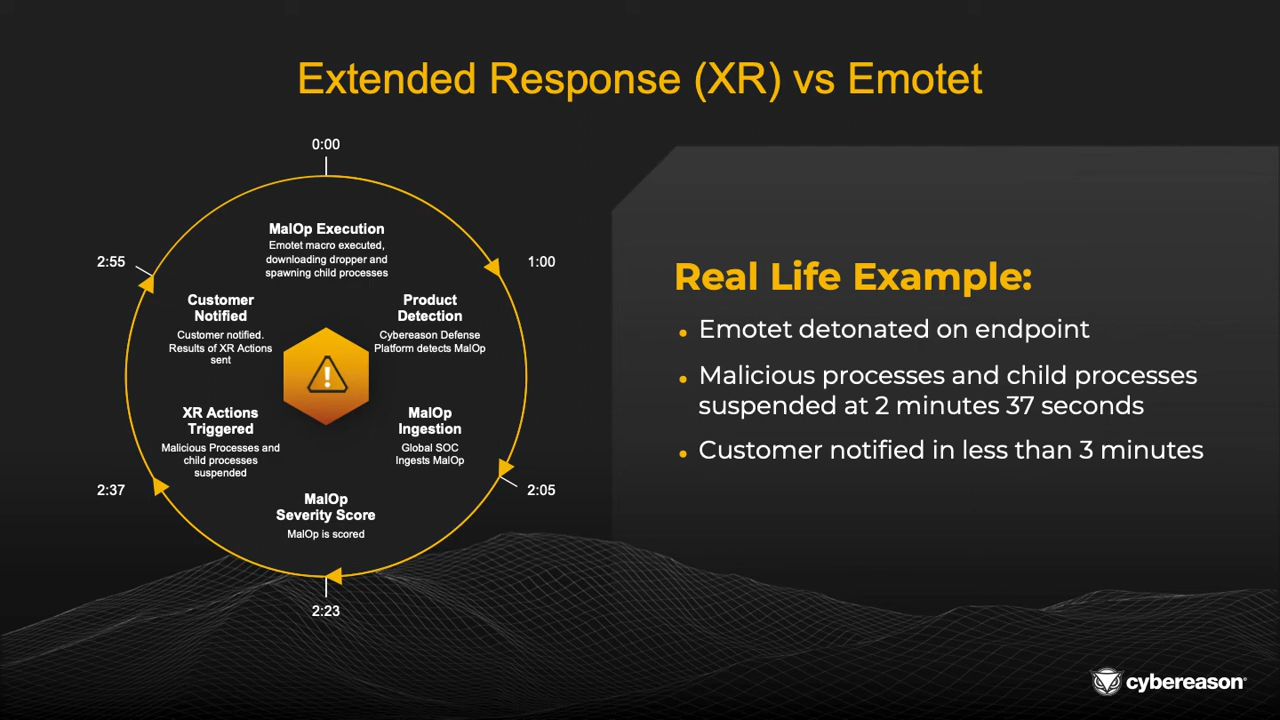 Extended Response (XR) vs Emotet
0:00
MalOp Execution
Emotet macro executed,
downloading dropper and
spawning child processes
1:00
Product
Detection
Cybereason Defense
Platform detects MalOp
MalOp
Ingestion
Global SOC
Ingests MalOp
2:05
MalOp
Severity Score
MalOp is scored
2:23
XR Actions
Triggered
Malicious Processes and
child processes
suspended
2:37
Customer
Notified
Customer notified.
Results of XR Actions
sent
2:55
Real Life Example:
• Emotet detonated on endpoint
• Malicious processes and child processes
suspended at 2 minutes 37 seconds
• Customer notified in less than 3 minutes
cybereason®